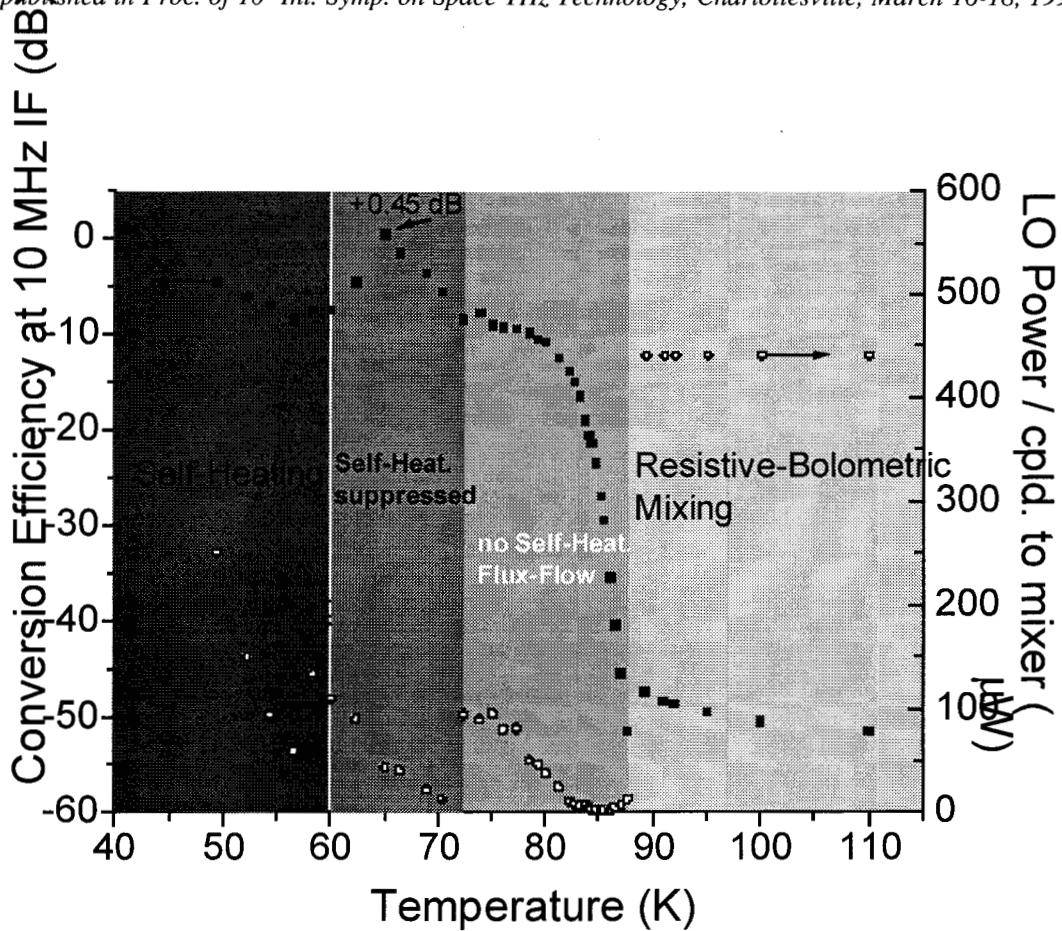 published in Proc. of 10 Int. Symp. on Space THz Technology, Charlottesville, March 16-18, 199
Conversion Efficiency at 10 MHz IF (dB
0
-10
-20
-30
-40
-50
-60
+0.45 dB
Self-Heating
Self-Heat.
suppressed
no Self-Heat.
Flux-Flow
Resistive-Bolometric
Mixing
600
500
400
300
200
100
0
LO Power / cpld. to mixer (
µW)
40 50 60 70 80 90 100 110
Temperature (K)